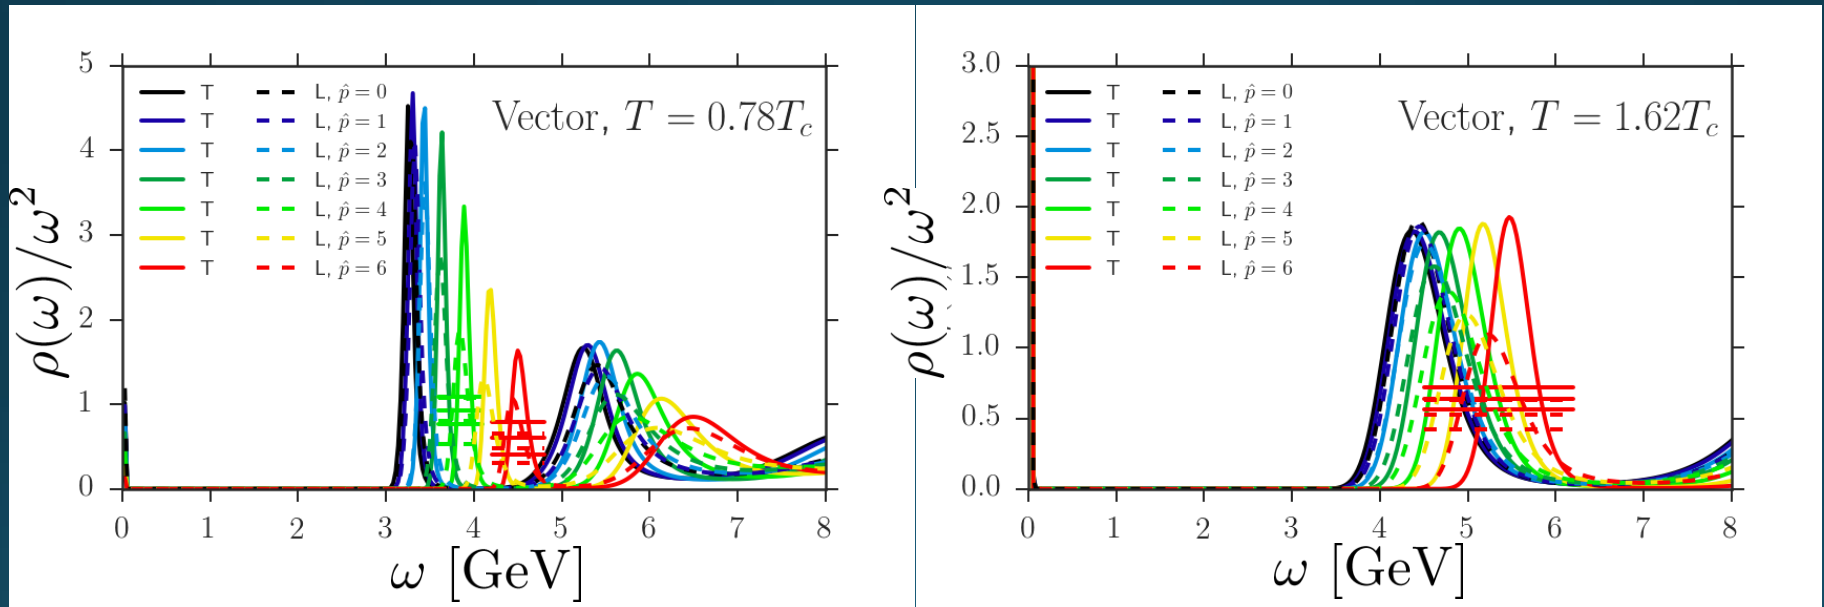 5
4
3
2
1
0
0 1 2 3 4 5 6 7 8
ρ(ω)/ω²
ω [GeV]
Vector, T = 0.78T_c
T L, p̂ = 0
T L, p̂ = 1
T L, p̂ = 2
T L, p̂ = 3
T L, p̂ = 4
T L, p̂ = 5
T L, p̂ = 6
3.0
2.5
2.0
1.5
1.0
0.5
0.0
0 1 2 3 4 5 6 7 8
ρ(ω)/ω²
ω [GeV]
Vector, T = 1.62T_c
T L, p̂ = 0
T L, p̂ = 1
T L, p̂ = 2
T L, p̂ = 3
T L, p̂ = 4
T L, p̂ = 5
T L, p̂ = 6